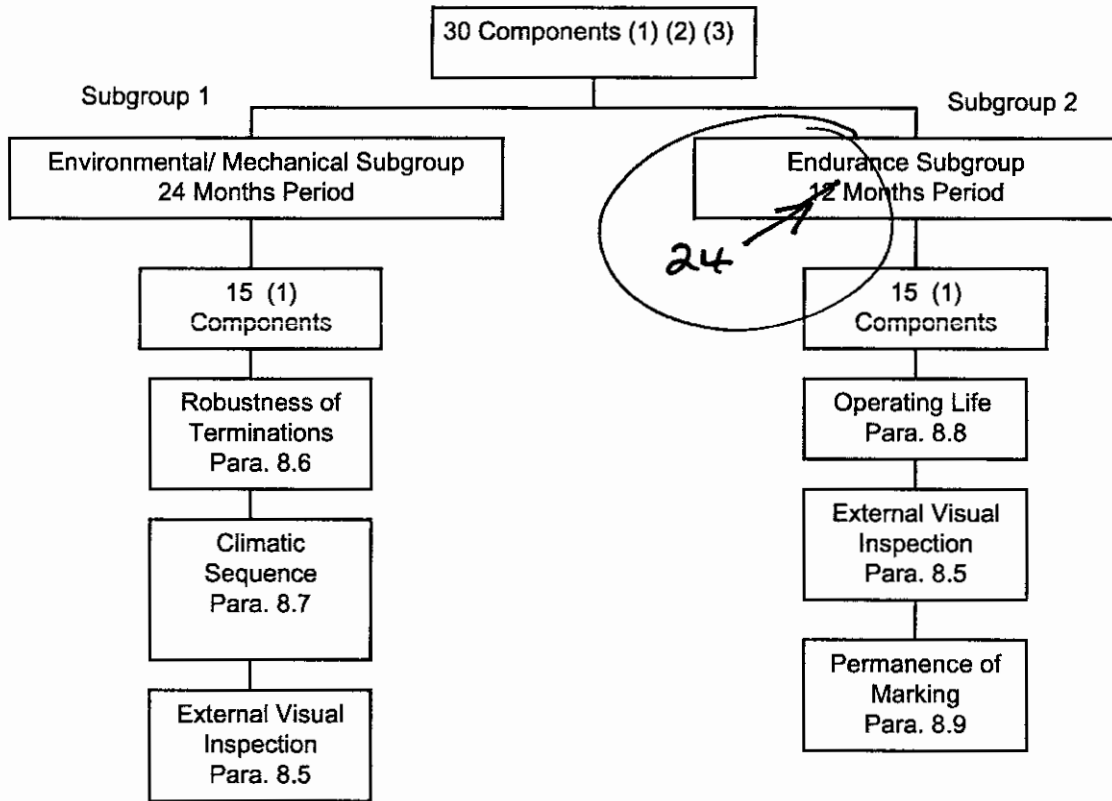 30 Components (1) (2) (3)
Subgroup 1
Subgroup 2
Environmental/ Mechanical Subgroup
24 Months Period
Endurance Subgroup
12 Months Period
24
15 (1)
Components
15 (1)
Components
Robustness of
Terminations
Para. 8.6
Operating Life
Para. 8.8
Climatic
Sequence
Para. 8.7
External Visual
Inspection
Para. 8.5
External Visual
Inspection
Para. 8.5
Permanence of
Marking
Para. 8.9